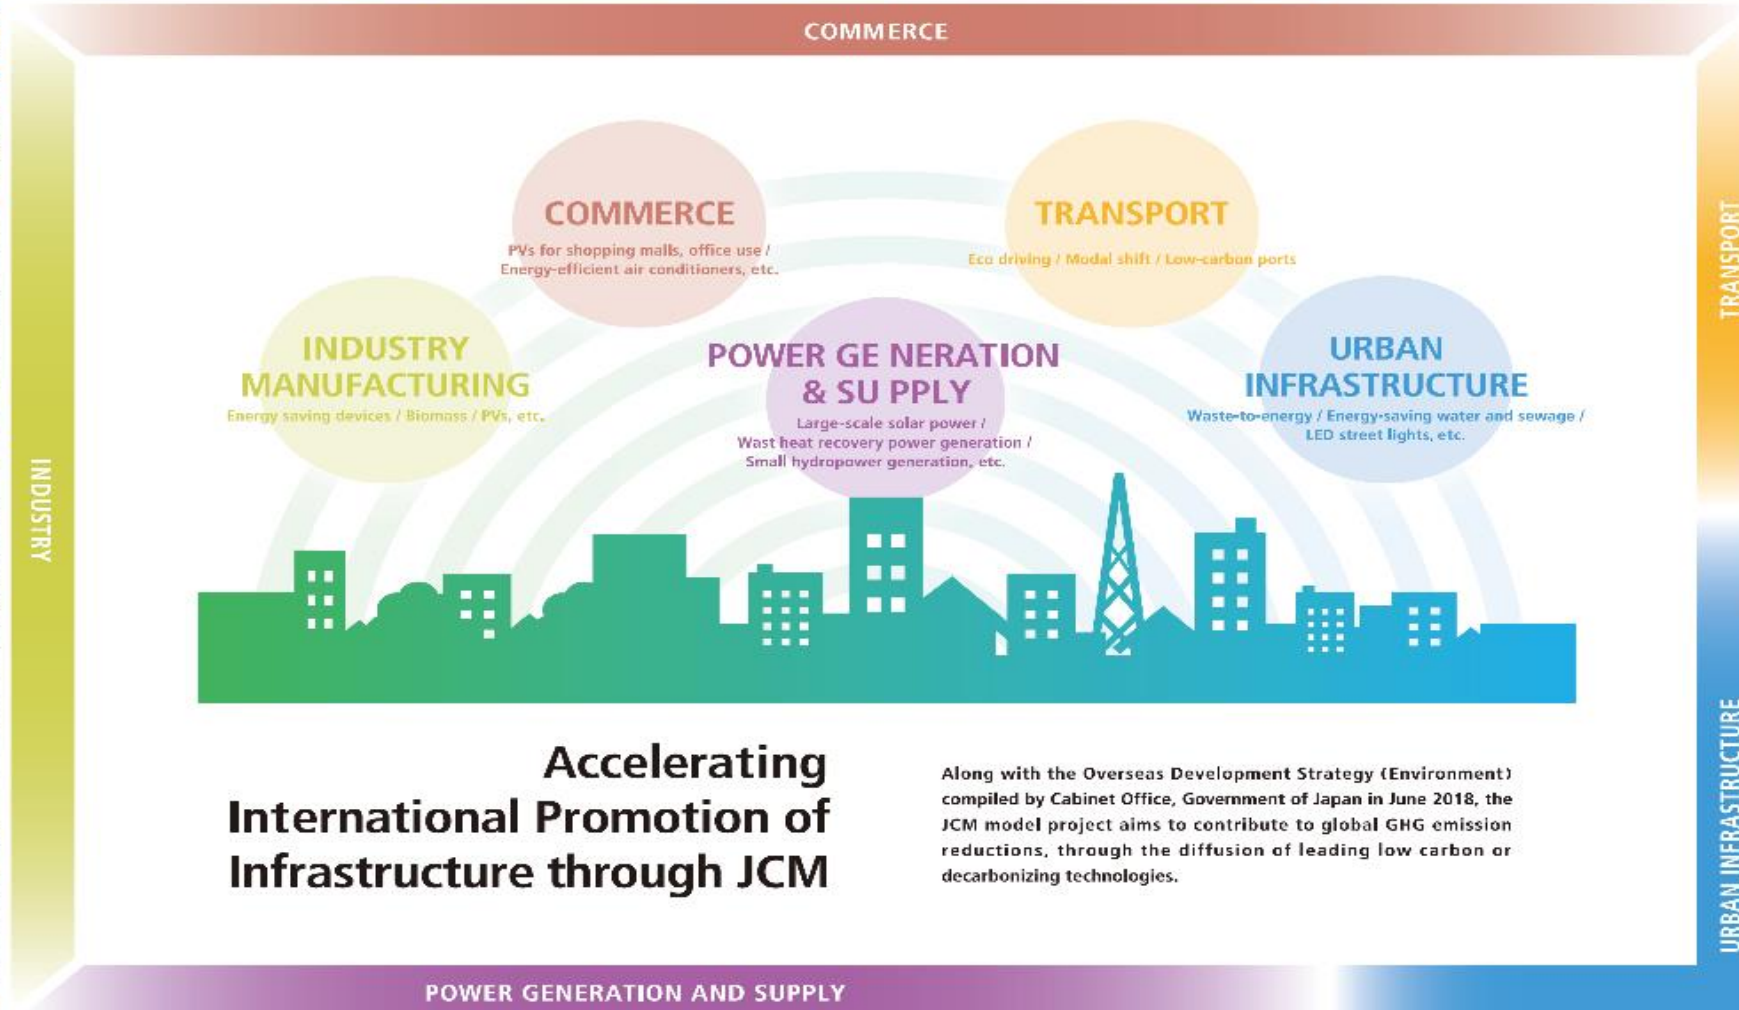 COMMERCE
COMMERCE
PVs for shopping malls, office use /
Energy-efficient air conditioners, etc.
TRANSPORT
Eco driving / Modal shift / Low-carbon ports
INDUSTRY
MANUFACTURING
Energy saving devices / Biomass / PVs, etc.
POWER GE NERATION
& SU PPLY
Large-scale solar power /
Wast heat recovery power generation /
Small hydropower generation, etc.
URBAN
INFRASTRUCTURE
Waste-to-energy / Energy-saving water and sewage /
LED street lights, etc.
INDUSTRY
TRANSPORT
URBAN INFRASTRUCTURE
Accelerating
International Promotion of
Infrastructure through JCM
Along with the Overseas Development Strategy (Environment)
compiled by Cabinet Office, Government of Japan in June 2018, the
JCM model project aims to contribute to global GHG emission
reductions, through the diffusion of leading low carbon or
decarbonizing technologies.
POWER GENERATION AND SUPPLY